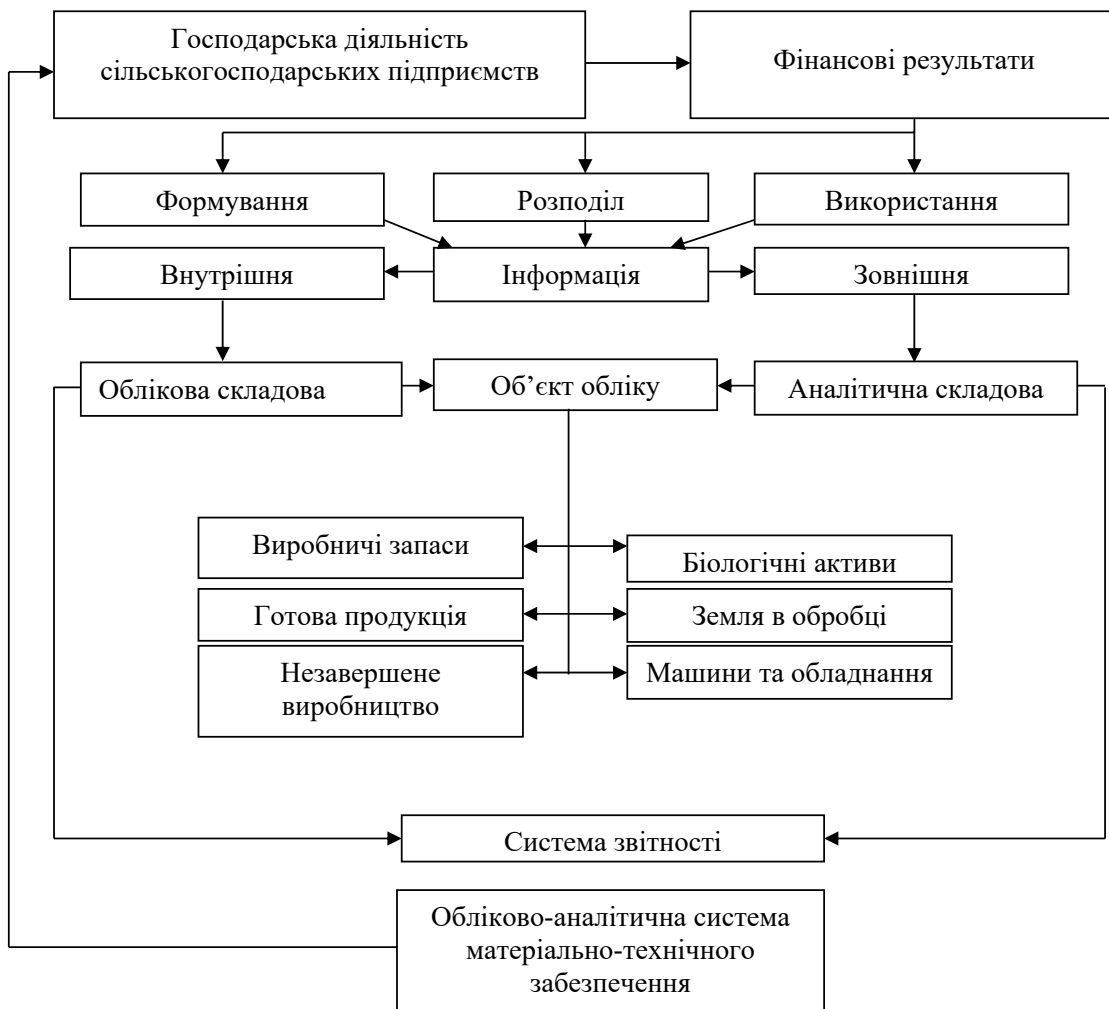 Господарська діяльність
сільськогосподарських підприємств
Фінансові результати
Формування
Розподіл
Використання
Внутрішня
Інформація
Зовнішня
Облікова складова
Об’єкт обліку
Аналітична складова
Виробничі запаси
Біологічні активи
Готова продукція
Земля в обробці
Незавершене
виробництво
Машини та обладнання
Система звітності
Обліково-аналітична система
матеріально-технічного
забезпечення